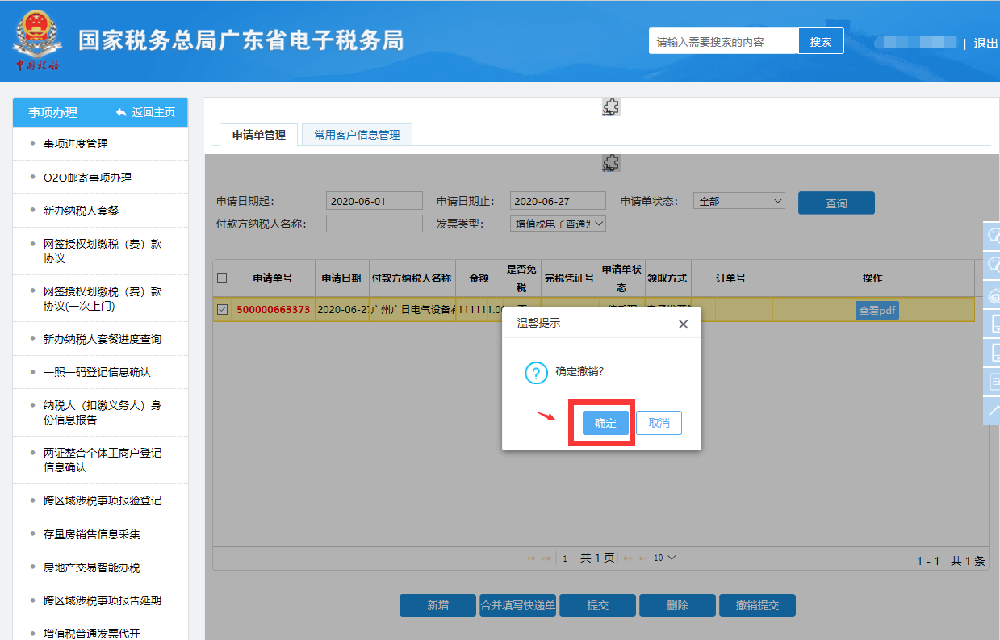 国家税务总局广东省电子税务局
中国税务
请输入需要搜索的内容
搜索
| 退出
事项办理
返回主页
事项进度管理
O2O邮寄事项办理
新办纳税人套餐
网签授权划缴税（费）款
协议
网签授权划缴税（费）款
协议(一次上门)
新办纳税人套餐进度查询
一照一码登记信息确认
纳税人（扣缴义务人）身
份信息报告
两证整合个体工商户登记
信息确认
跨区域涉税事项报验登记
存量房销售信息采集
房地产交易智能办税
跨区域涉税事项报告延期
增值税普通发票代开
申请单管理
常用客户信息管理
申请日期起：
2020-06-01
申请日期止：
2020-06-27
申请单状态：
全部
查询
付款方纳税人名称：
发票类型：
增值税电子普通发
申请单号
申请日期
付款方纳税人名称
金额
是否免
税
完税凭证号
申请单状
态
领取方式
订单号
操作
500000663373
2020-06-27
广州广日电气设备有
111111.00
查看pdf
温馨提示
确定撤销?
确定
取消
1
共 1 页
10
1 - 1 共 1 条
新增
合并填写快递单
提交
删除
撤销提交